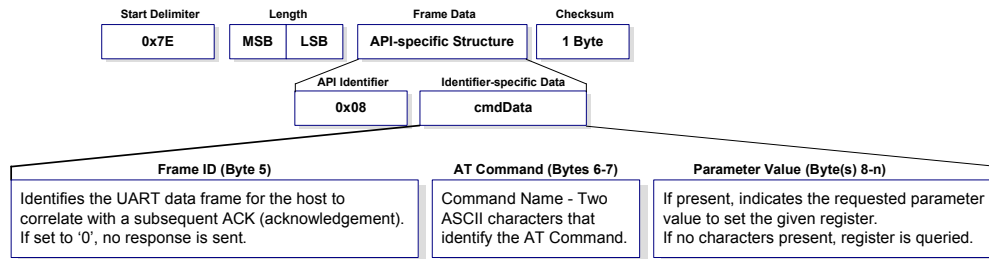 Start Delimiter Length Frame Data Checksum
0x7E MSB LSB API-specific Structure 1 Byte
API Identifier Identifier-specific Data
0x08 cmdData
Frame ID (Byte 5)
Identifies the UART data frame for the host to
correlate with a subsequent ACK (acknowledgement).
If set to ‘0’, no response is sent.
AT Command (Bytes 6-7)
Command Name - Two
ASCII characters that
identify the AT Command.
Parameter Value (Byte(s) 8-n)
If present, indicates the requested parameter
value to set the given register.
If no characters present, register is queried.